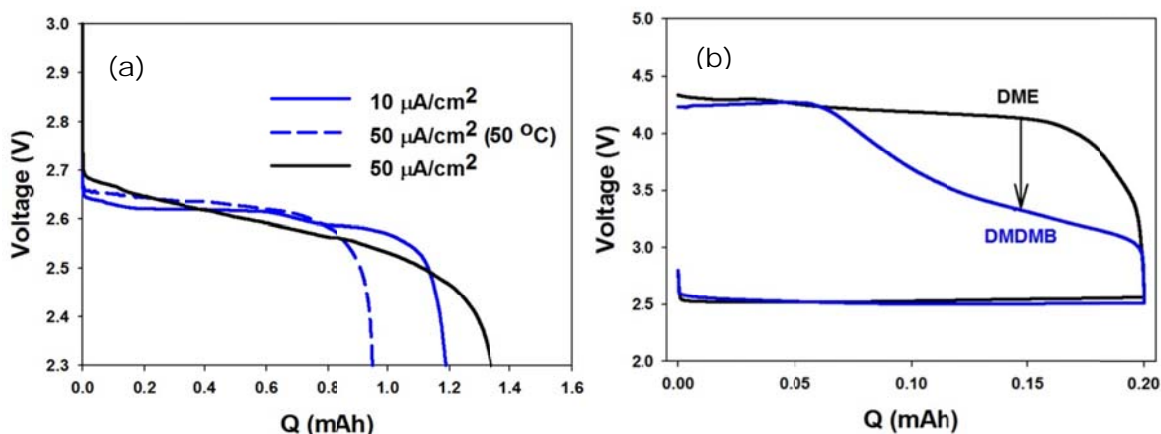 (a)
3.0
2.9
2.8
2.7
2.6
2.5
2.4
2.3
Voltage (V)
10 μA/cm²
50 μA/cm² (50 ᴼC)
50 μA/cm²
0.0 0.2 0.4 0.6 0.8 1.0 1.2 1.4 1.6
Q (mAh)
(b)
5.0
4.5
4.0
3.5
3.0
2.5
2.0
Voltage (V)
DME
DMDMB
0.00 0.05 0.10 0.15 0.20
Q (mAh)